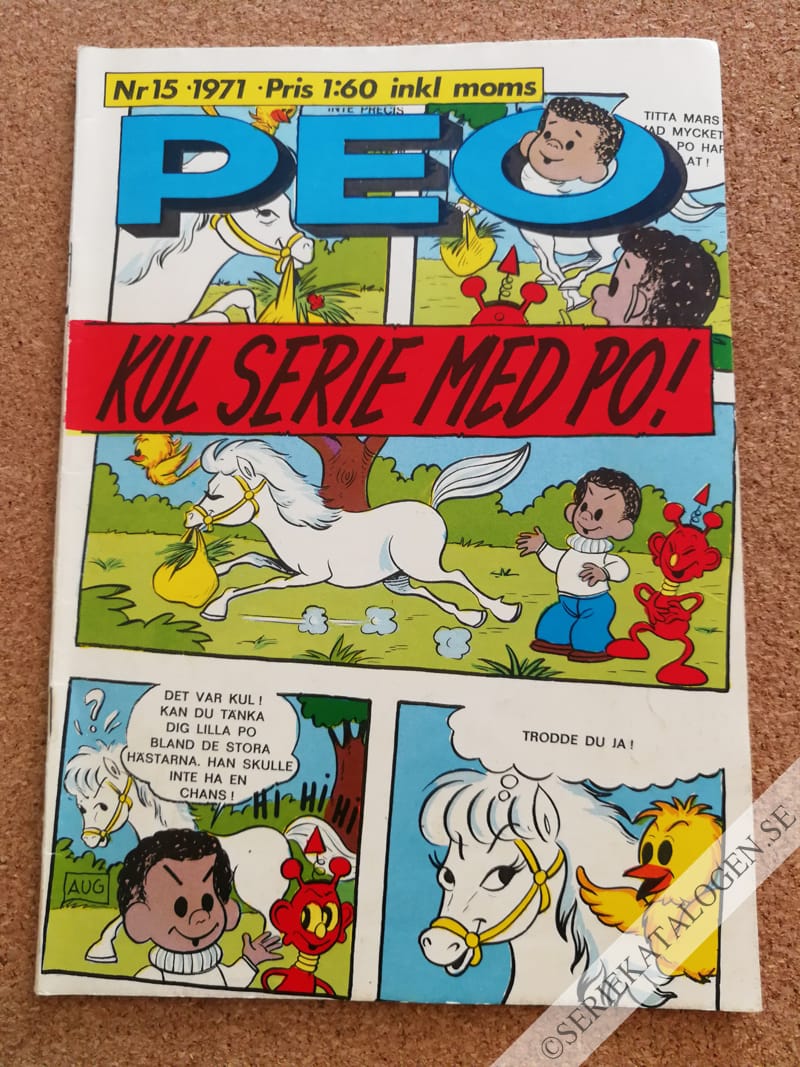 Nr 15 · 1971 · Pris 1:60 inkl moms
INTE PRECIS
PEO
TITTA MARS
MYCKET
PO HAR
AT!
KUL SERIE MED PO!
?
DET VAR KUL!
KAN DU TÄNKA
DIG LILLA PO
BLAND DE STORA
HÄSTARNA. HAN SKULLE
INTE HA EN
CHANS!
HI HI HI
AUG
TRODDE DU JA!
©SERIEKATALOGEN.SE